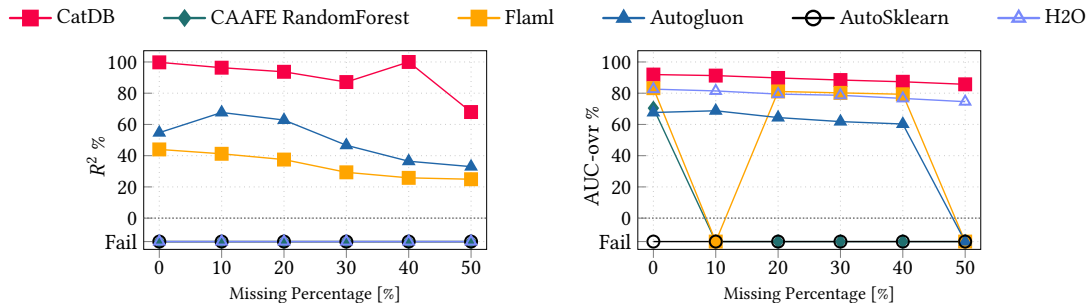 CatDB CAAFE RandomForest Flaml Autogluon AutoSklearn H2O
100
80
60
40
20
0
Fail
R² %
0 10 20 30 40 50
Missing Percentage [%]
100
80
60
40
20
0
Fail
AUC-ovr %
0 10 20 30 40 50
Missing Percentage [%]